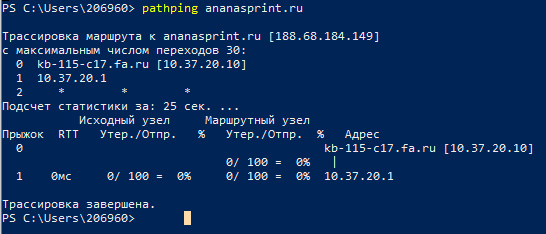 PS C:\Users\206960> pathping ananasprint.ru
Трассировка маршрута к ananasprint.ru [188.68.184.149]
с максимальным числом переходов 30:
0 kb-115-c17.fa.ru [10.37.20.10]
1 10.37.20.1
2 * * *
Подсчет статистики за: 25 сек. ...
Исходный узел Маршрутный узел
Прыжок RTT Утер./Отпр. % Утер./Отпр. % Адрес
0 kb-115-c17.fa.ru [10.37.20.10]
0/ 100 = 0% |
1 0мс 0/ 100 = 0% 0/ 100 = 0% 10.37.20.1
Трассировка завершена.
PS C:\Users\206960>